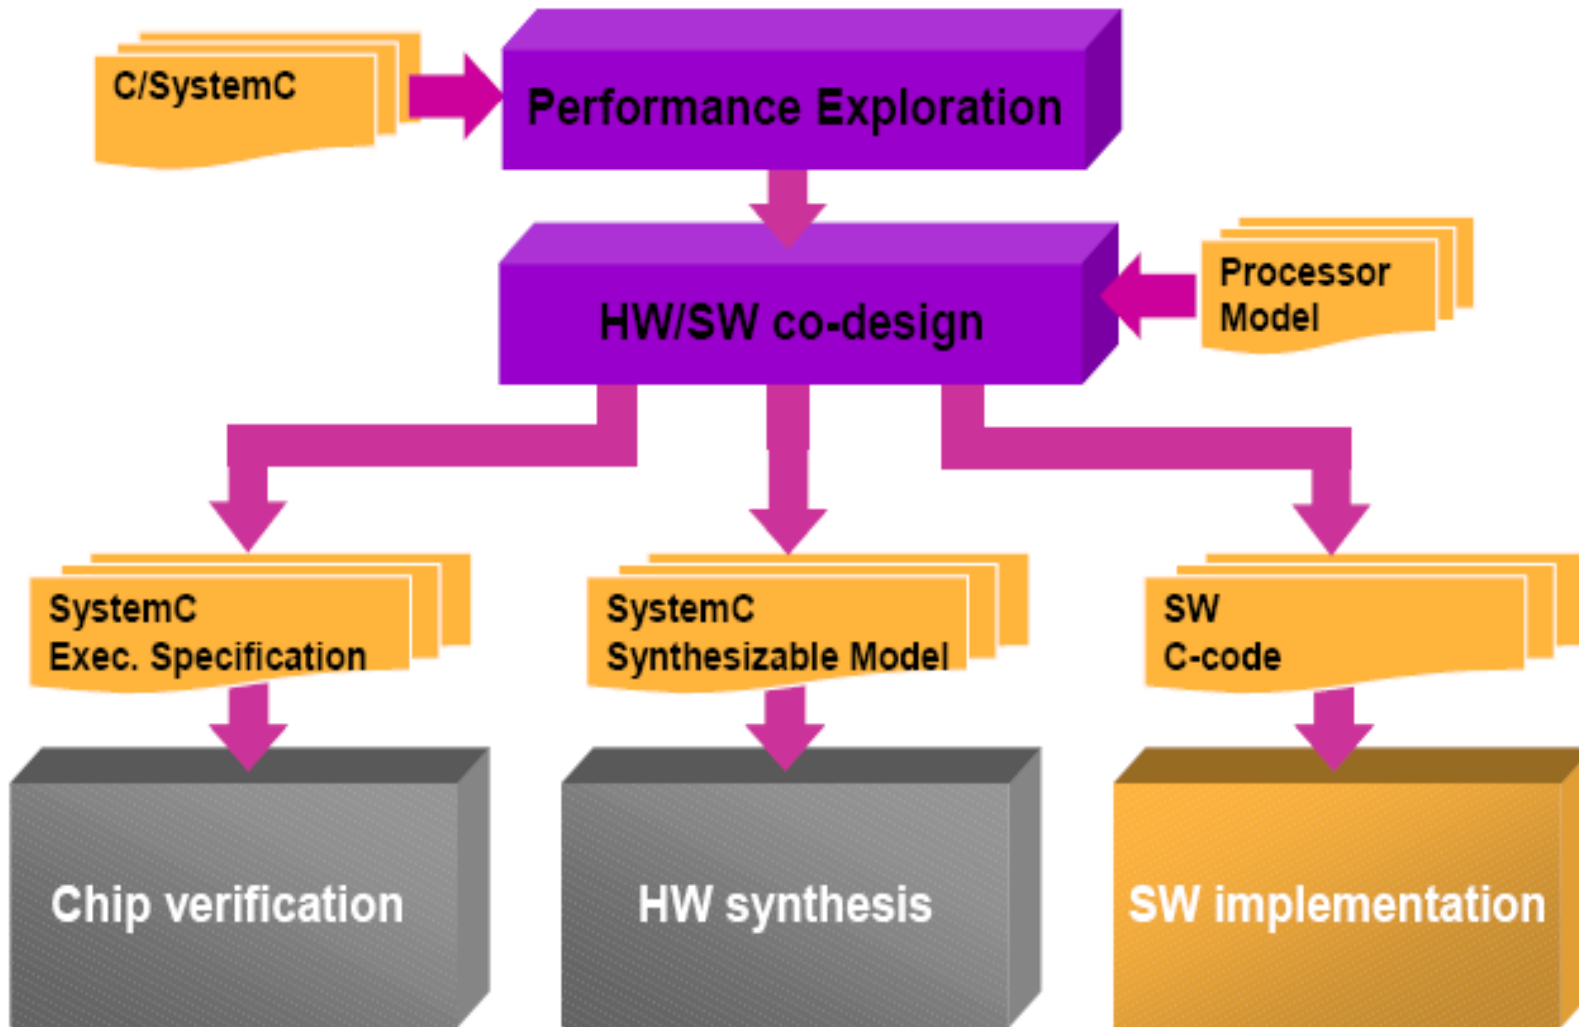 C/SystemC
Performance Exploration
Processor
Model
HW/SW co-design
SystemC
Exec. Specification
SystemC
Synthesizable Model
SW
C-code
Chip verification
HW synthesis
SW implementation